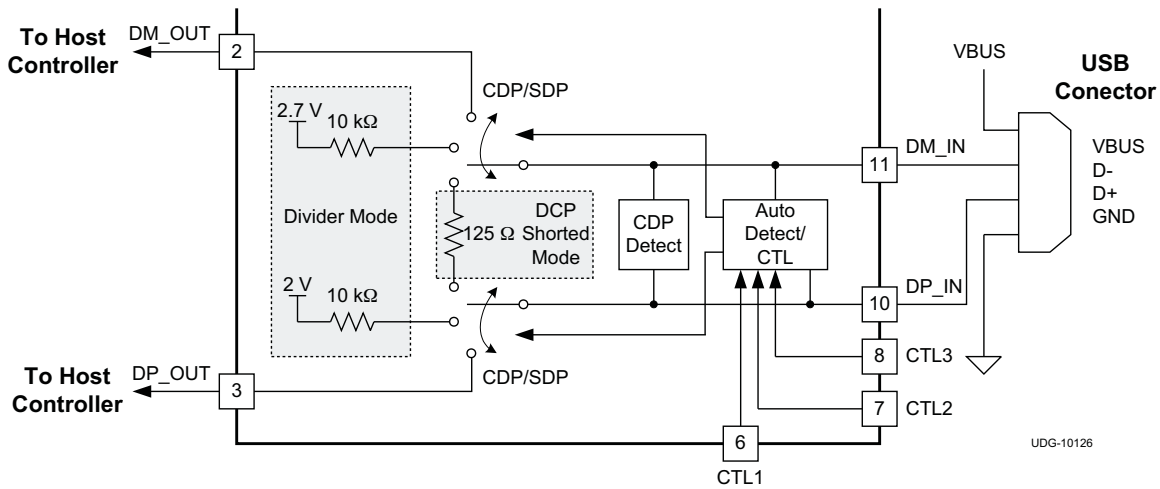 To Host
Controller
DM_OUT
2
CDP/SDP
VBUS
USB
Conector
2.7 V
10 kΩ
11
DM_IN
VBUS
D-
D+
GND
Divider Mode
125 Ω
DCP
Shorted
Mode
CDP
Detect
Auto
Detect/
CTL
2 V
10 kΩ
10
DP_IN
8
CTL3
To Host
Controller
DP_OUT
3
CDP/SDP
7
CTL2
6
CTL1
UDG-10126